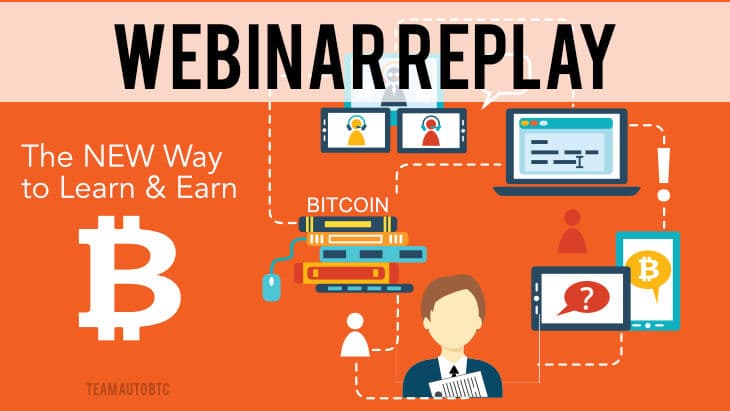 WEBINAR REPLAY
The NEW Way
to Learn & Earn
BITCOIN
?
!
TEAM AUTO BTC